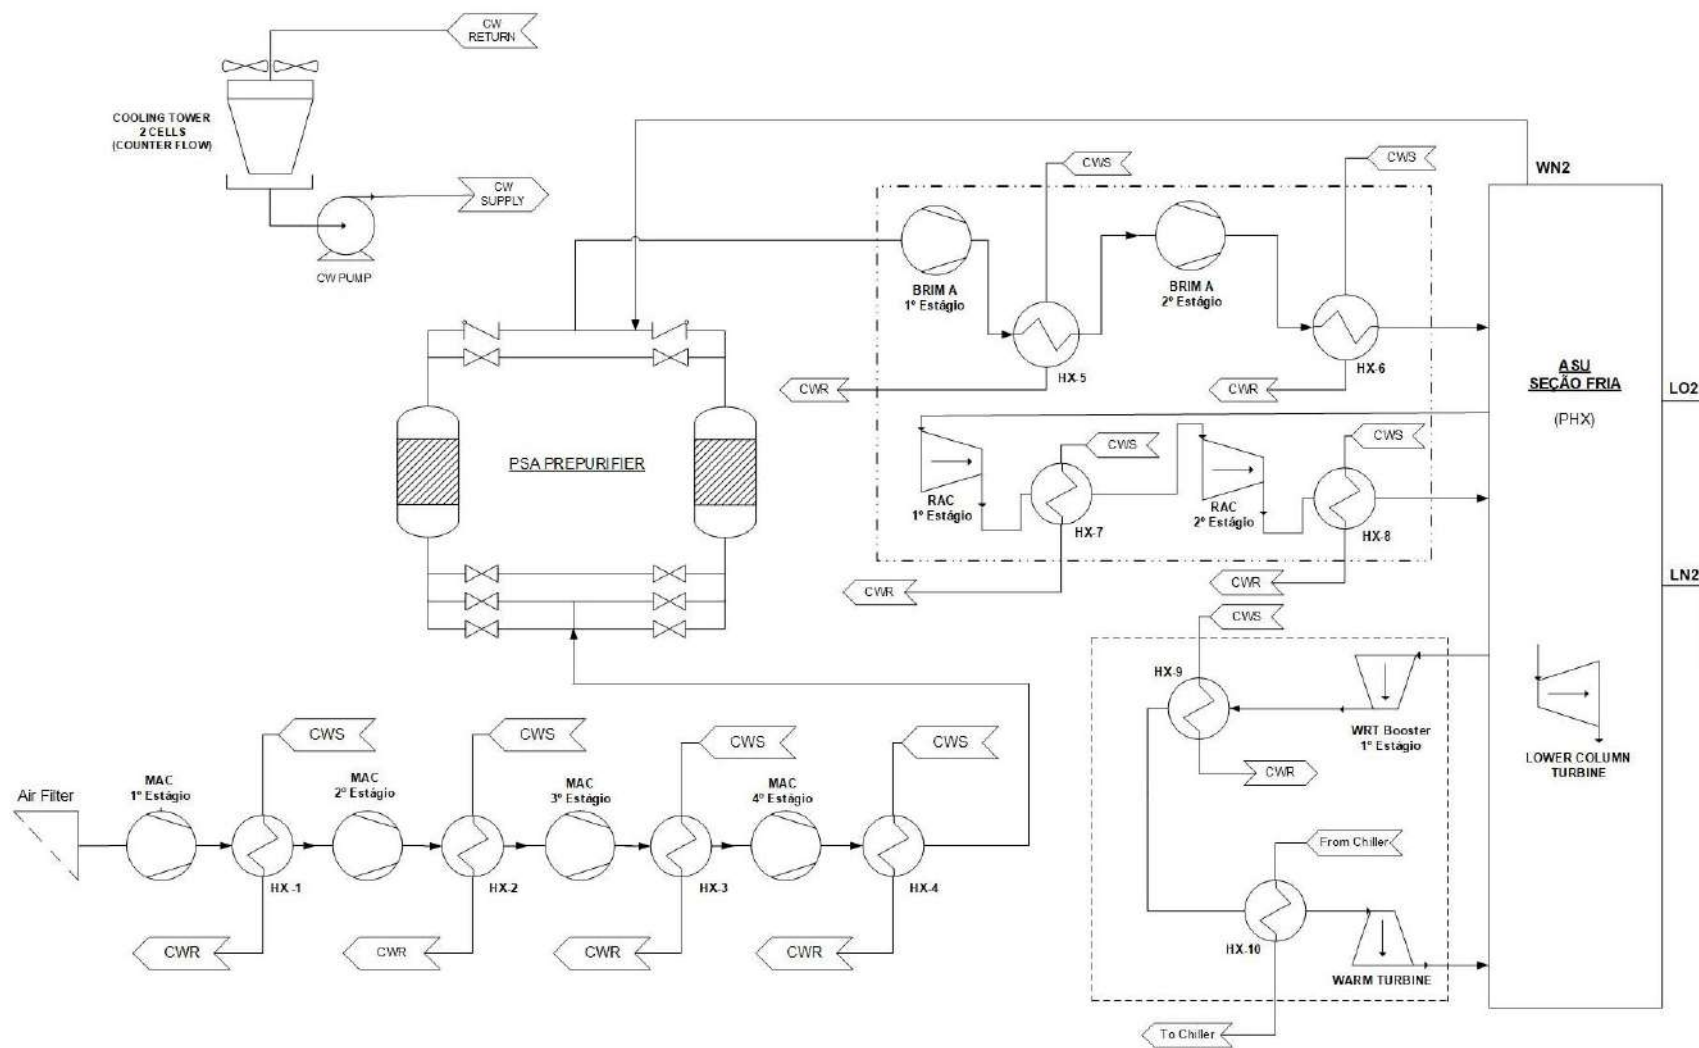 CW
RETURN
COOLING TOWER
2 CELLS
(COUNTER FLOW)
CW
SUPPLY
CW PUMP
WN2
CWS
CWS
BRIM A
1º Estágio
BRIM A
2º Estágio
HX-5
HX-6
CWR
CWR
ASU
SEÇÃO FRIA
(PHX)
LO2
PSA PREPURIFIER
CWS
CWS
RAC
1º Estágio
RAC
2º Estágio
HX-7
HX-8
CWR
CWR
LN2
CWS
HX-9
WRT Booster
1º Estágio
CWR
LOWER COLUMN
TURBINE
Air Filter
CWS
CWS
CWS
CWS
MAC
1º Estágio
MAC
2º Estágio
MAC
3º Estágio
MAC
4º Estágio
HX-1
HX-2
HX-3
HX-4
CWR
CWR
CWR
CWR
From Chiller
HX-10
WARM TURBINE
To Chiller